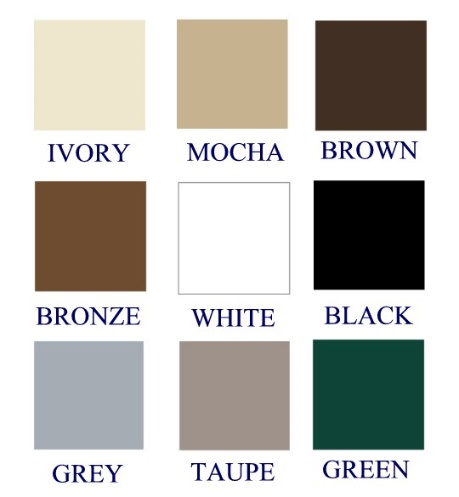 IVORY MOCHA BROWN
BRONZE WHITE BLACK
GREY TAUPE GREEN